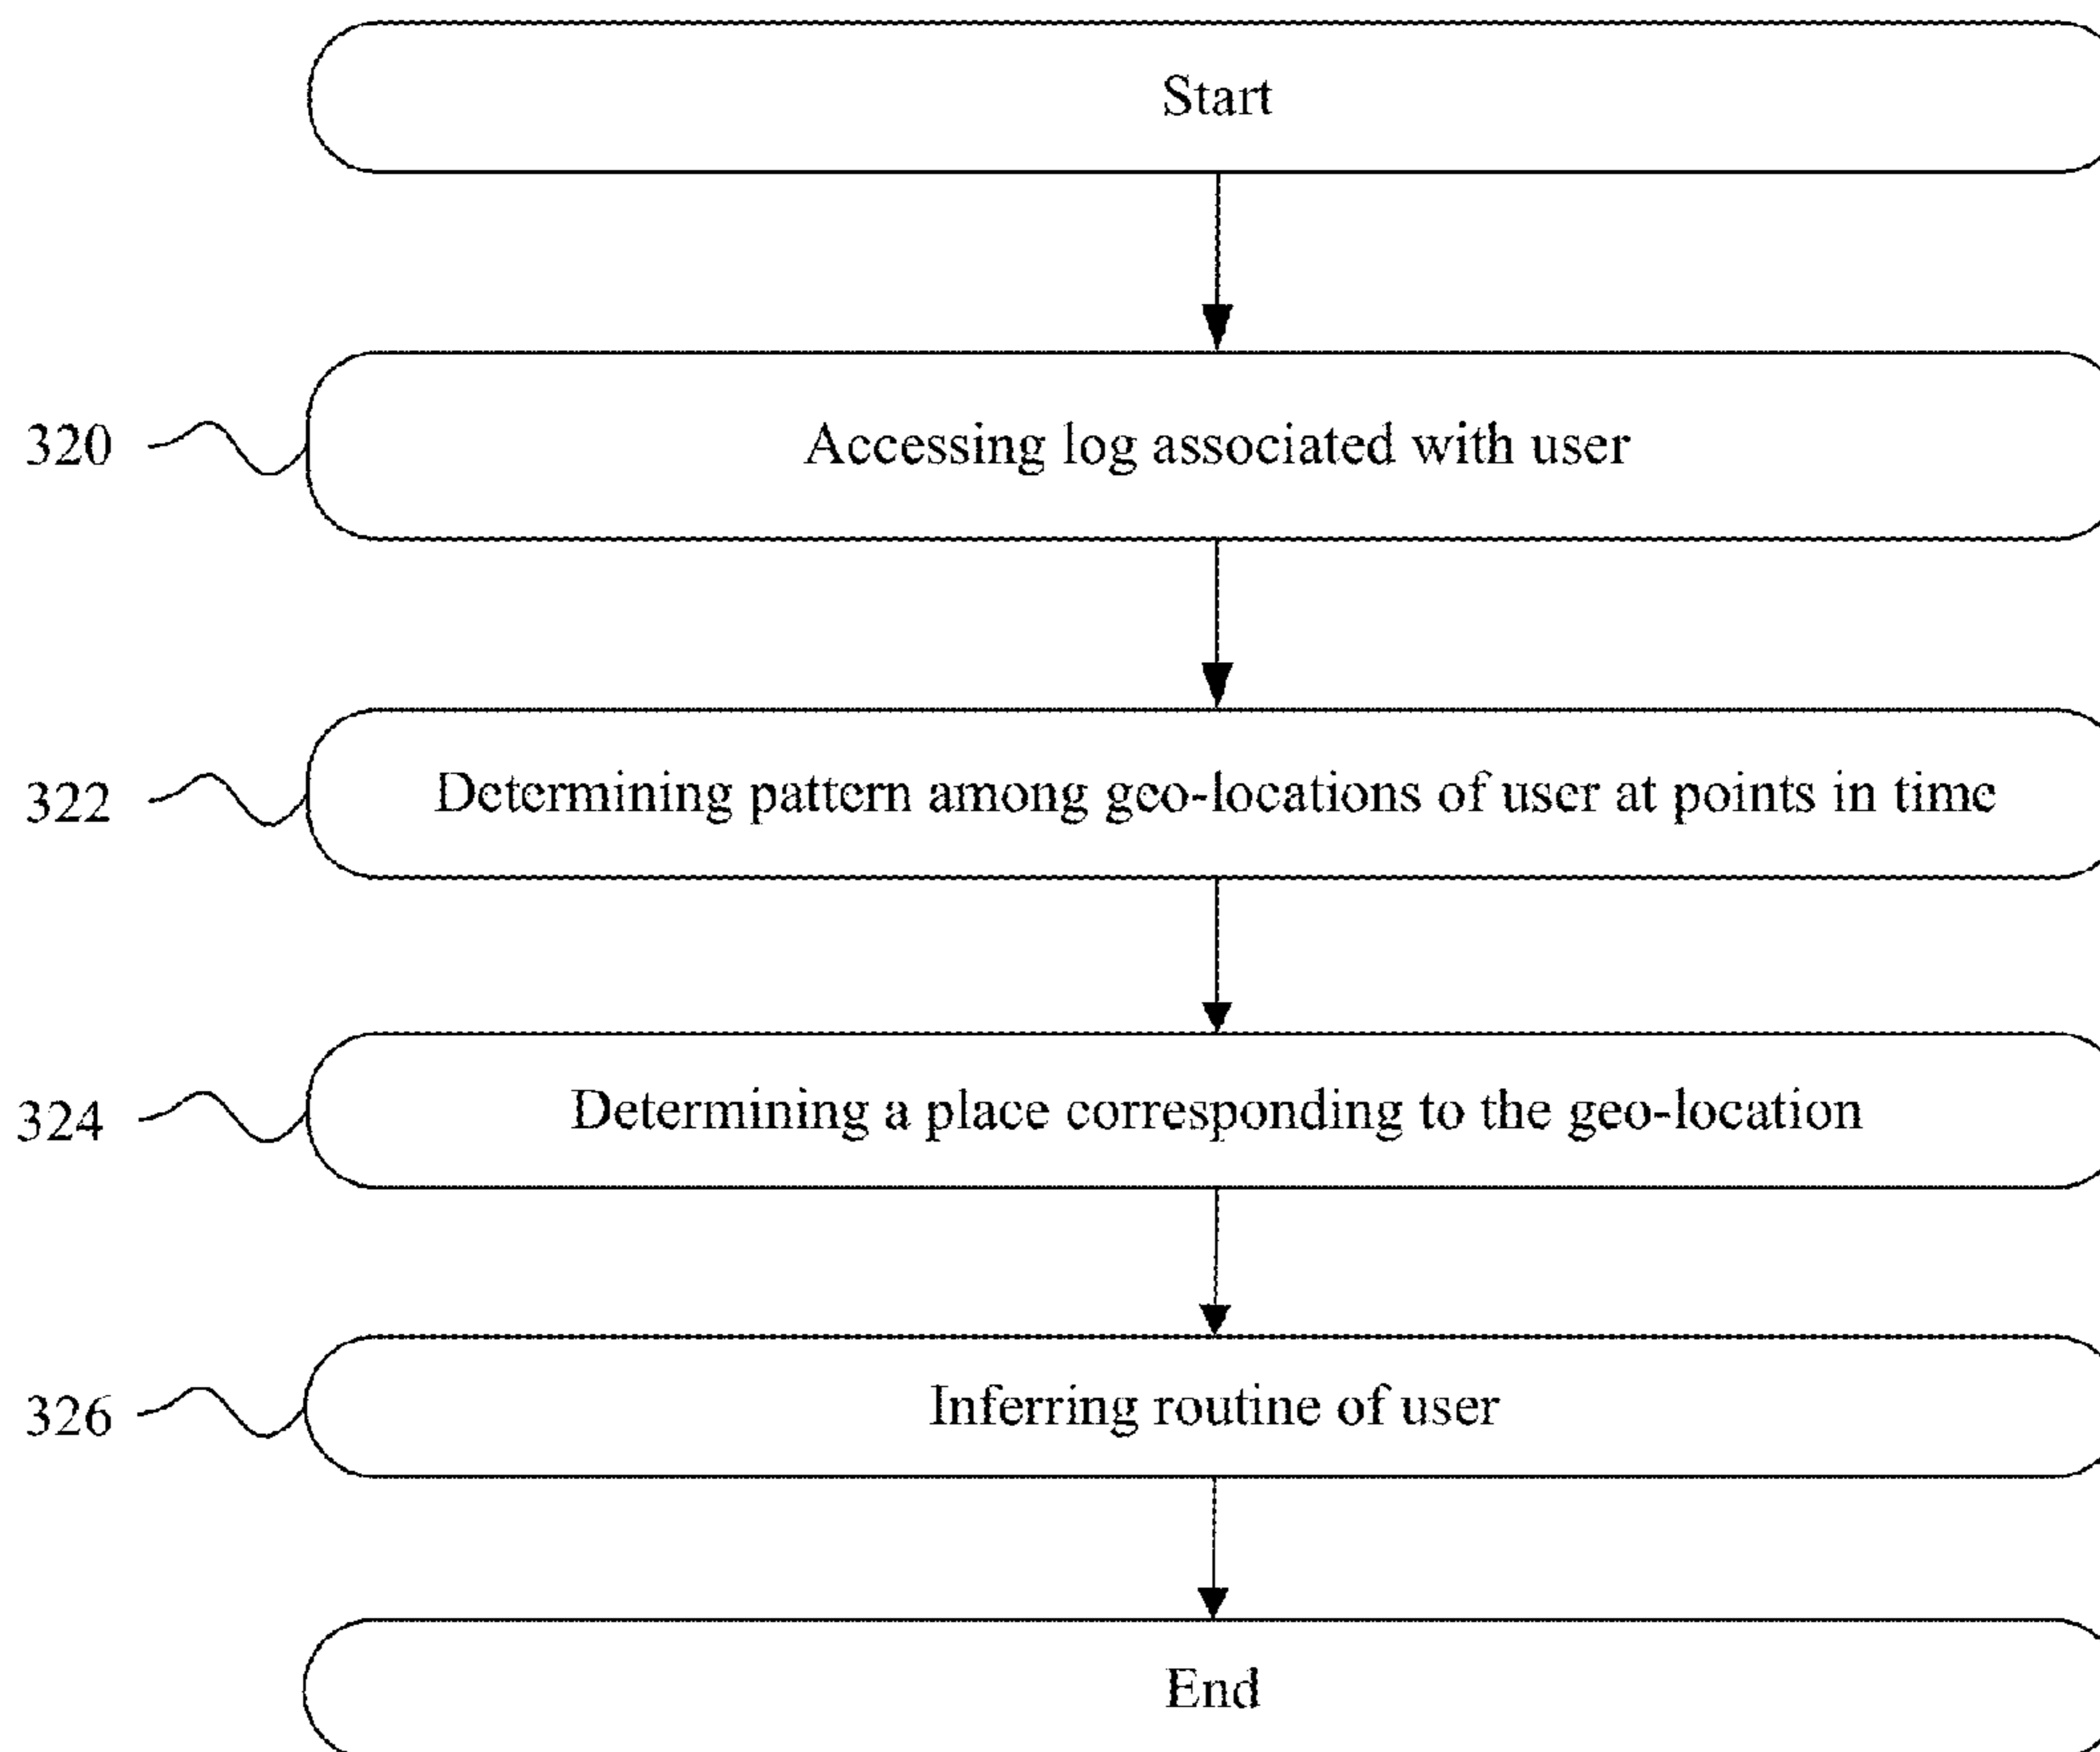 Start
320
Accessing log associated with user
322
Determining pattern among geo-locations of user at points in time
324
Determining a place corresponding to the geo-location
326
Inferring routine of user
End